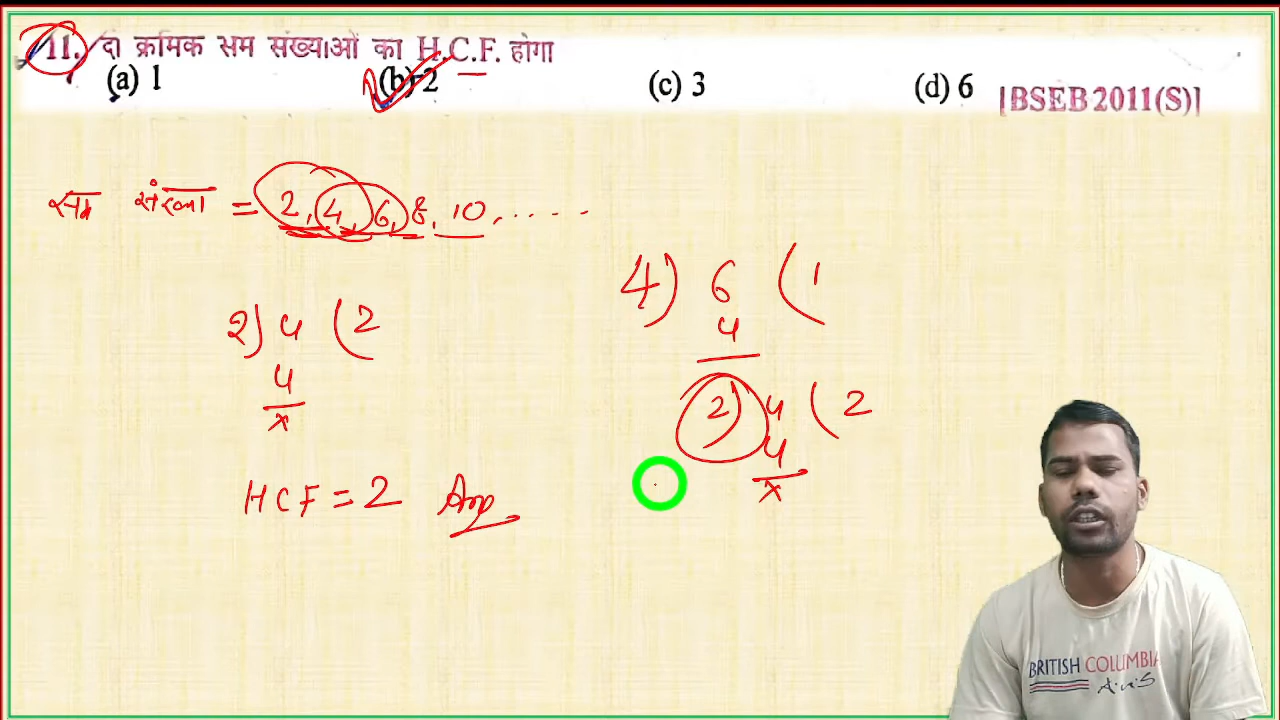 11. दो क्रमिक सम संख्याओं का H.C.F. होगा
(a) 1 (b) 2 (c) 3 (d) 6 [BSEB 2011(S)]
सम संख्या = 2, 4, 6, 8, 10, ......
2) 4 ( 2
4
x
HCF = 2 Ans
4) 6 ( 1
4
2) 4 ( 2
4
x
BRITISH COLUMBIA